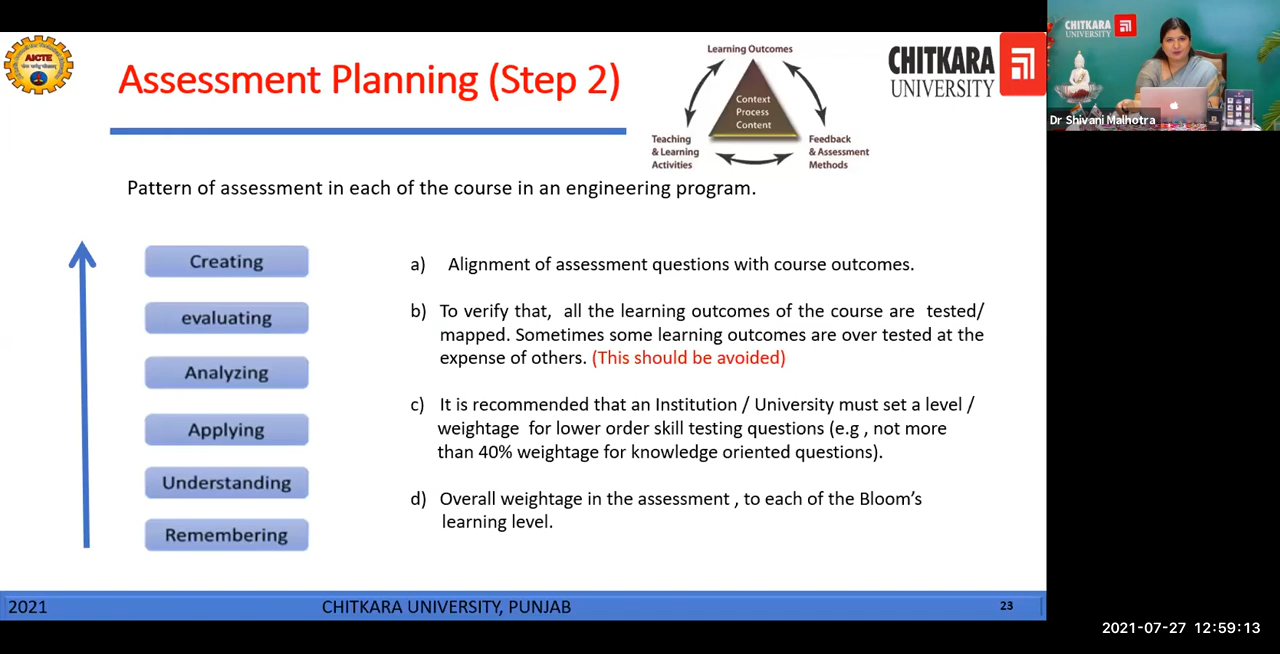 AICTE
Assessment Planning (Step 2)
Learning Outcomes
Context
Process
Content
Teaching
& Learning
Activities
Feedback
& Assessment
Methods
CHITKARA
UNIVERSITY
CHITKARA
UNIVERSITY
Dr Shivani Malhotra
Pattern of assessment in each of the course in an engineering program.
Creating
evaluating
Analyzing
Applying
Understanding
Remembering
a) Alignment of assessment questions with course outcomes.
b) To verify that, all the learning outcomes of the course are tested/
mapped. Sometimes some learning outcomes are over tested at the
expense of others. (This should be avoided)
c) It is recommended that an Institution / University must set a level /
weightage for lower order skill testing questions (e.g , not more
than 40% weightage for knowledge oriented questions).
d) Overall weightage in the assessment , to each of the Bloom's
learning level.
2021
CHITKARA UNIVERSITY, PUNJAB
23
2021-07-27 12:59:13